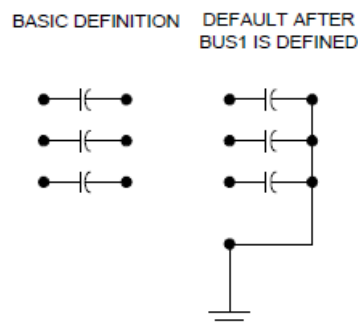 BASIC DEFINITION
DEFAULT AFTER
BUS1 IS DEFINED